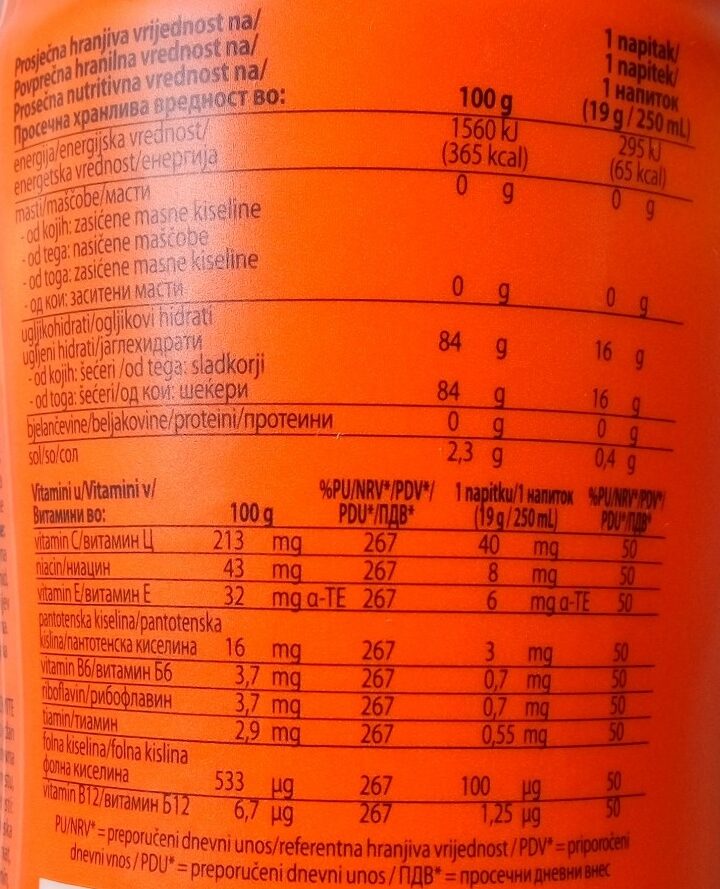 Prosječna hranjiva vrijednost na/
Povprečna hranilna vrednost na/
Prosečna nutritivna vrednost na/
Просечна хранлива вредност во: 100 g 1 napitak/
1 napitek/
1 напиток
(19 g / 250 mL)
energija/energijska vrednost/ 1560 kJ 295 kJ
energetska vrednost/енергија (365 kcal) (65 kcal)
masti/maščobe/масти 0 g 0 g
- od kojih: zasićene masne kiseline
- od tega: nasičene maščobe
- od toga: zasićene masne kiseline
- од кои: заситени масти 0 g 0 g
ugljikohidrati/ogljikovi hidrati
ugljeni hidrati/јаглехидрати 84 g 16 g
- od kojih: šećeri /od tega: sladkorji
- od toga: šećeri/од кои: шеќери 84 g 16 g
bjelančevine/beljakovine/proteini/протеини 0 g 0 g
sol/so/сол 2,3 g 0,4 g
Vitamini u/Vitamini v/ %PU/NRV*/PDV*/ 1 napitku/1 напиток %PU/NRV*/PDV*/
Витамини во: 100 g PDU*/ПДВ* (19 g / 250 mL) PDU*/ПДВ*
vitamin C/витамин Ц 213 mg 267 40 mg 50
niacin/ниацин 43 mg 267 8 mg 50
vitamin E/витамин Е 32 mg α-TE 267 6 mg α-TE 50
pantotenska kiselina/pantotenska
kislina/пантотенска киселина 16 mg 267 3 mg 50
vitamin B6/витамин Б6 3,7 mg 267 0,7 mg 50
riboflavin/рибофлавин 3,7 mg 267 0,7 mg 50
tiamin/тиамин 2,9 mg 267 0,55 mg 50
folna kiselina/folna kislina
фолна киселина 533 µg 267 100 µg 50
vitamin B12/витамин Б12 6,7 µg 267 1,25 µg 50
PU/NRV* = preporučeni dnevni unos/referentna hranjiva vrijednost / PDV* = priporočeni
dnevni vnos / PDU* = preporučeni dnevni unos / ПДВ* = просечни дневни внес